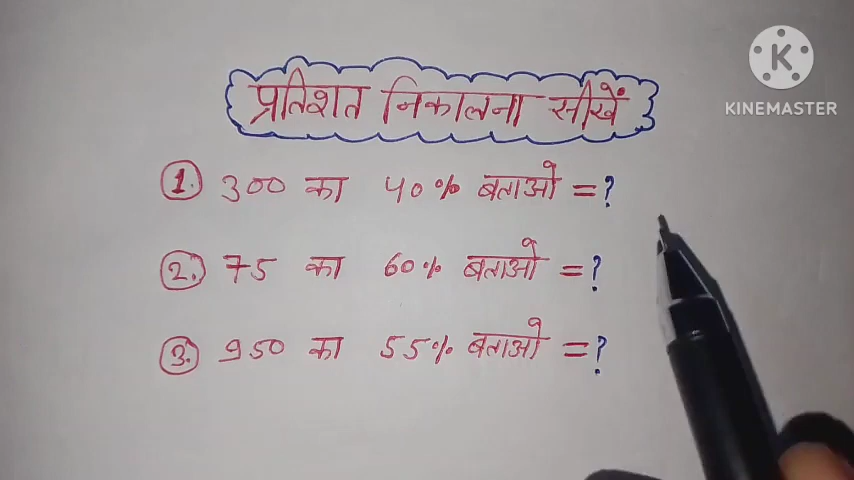 प्रतिशत निकालना सीखें
KINEMASTER
1. 300 का 40% बताओ = ?
2. 75 का 60% बताओ = ?
3. 950 का 55% बताओ = ?